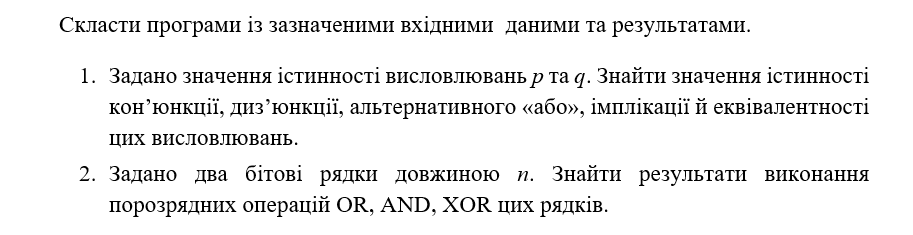 Скласти програми із зазначеними вхідними даними та результатами.
1. Задано значення істинності висловлювань p та q. Знайти значення істинності
кон’юнкції, диз’юнкції, альтернативного «або», імплікації й еквівалентності
цих висловлювань.
2. Задано два бітові рядки довжиною n. Знайти результати виконання
порозрядних операцій OR, AND, XOR цих рядків.